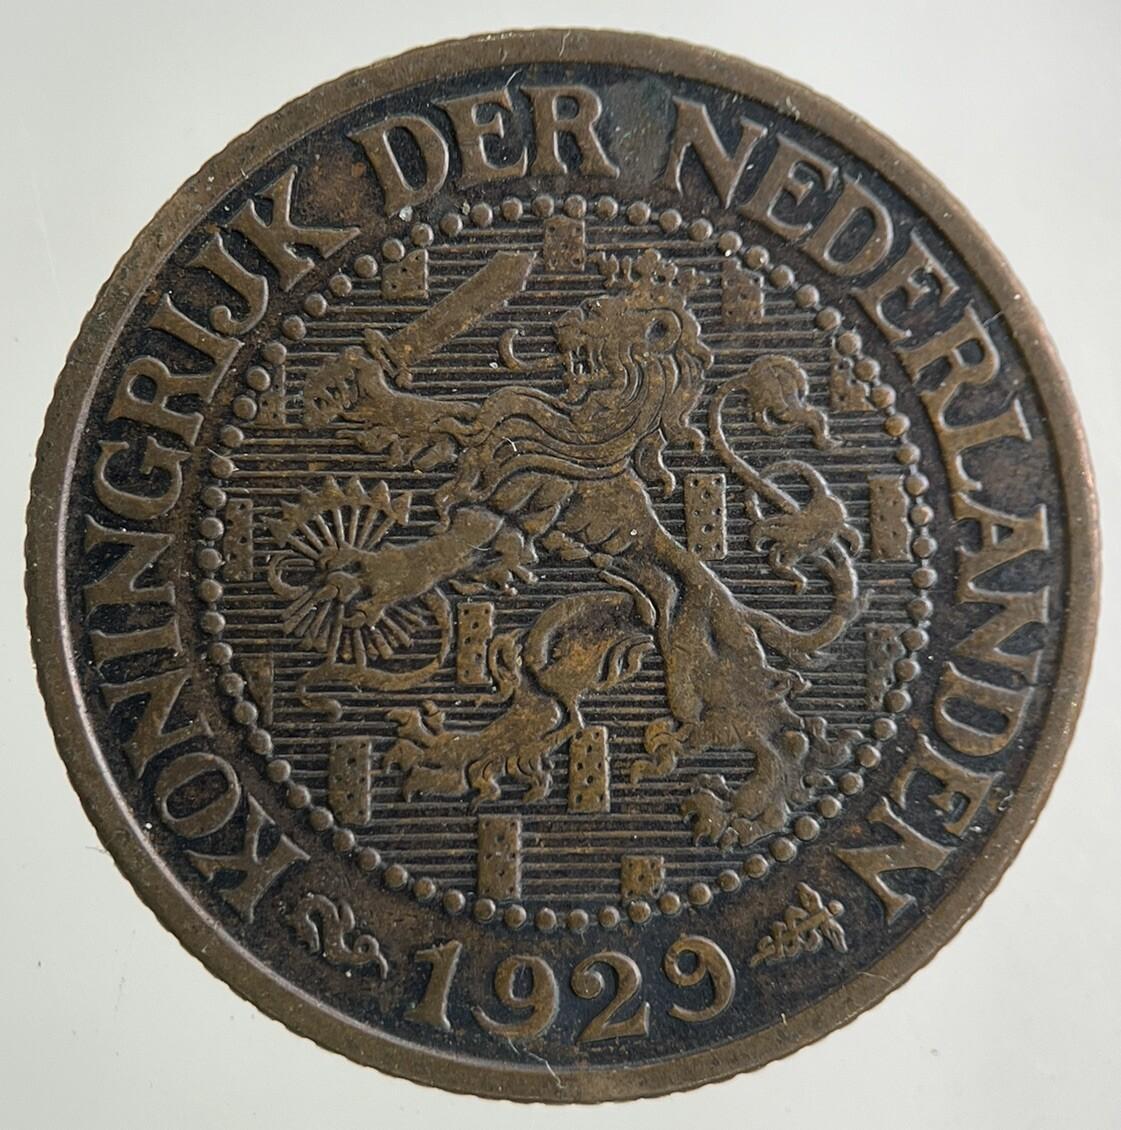 KONINGRIJK DER NEDERLANDEN
1929